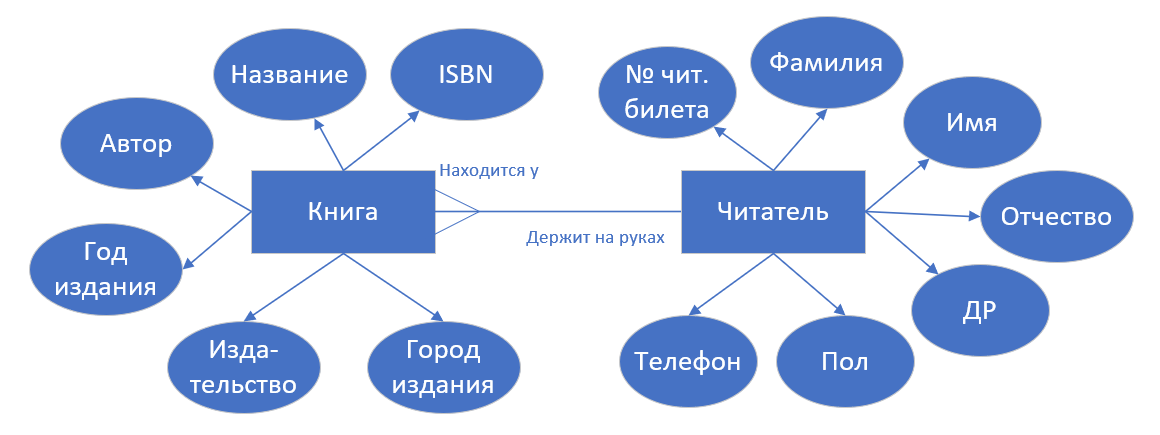 Название
ISBN
Автор
Год
издания
Книга
Находится у
Держит на руках
Изда-
тельство
Город
издания
№ чит.
билета
Фамилия
Имя
Отчество
Читатель
ДР
Телефон
Пол